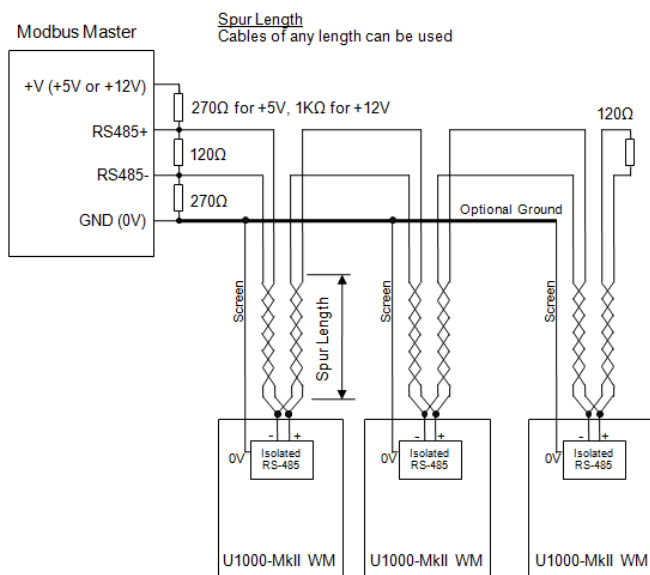 Spur Length
Cables of any length can be used
Modbus Master
+V (+5V or +12V)
270Ω for +5V, 1KΩ for +12V
120Ω
RS485+
120Ω
RS485-
270Ω
GND (0V)
Optional Ground
Screen
Screen
Screen
Spur Length
- +
- +
- +
0V
Isolated
RS-485
0V
Isolated
RS-485
0V
Isolated
RS-485
U1000-MkII WM
U1000-MkII WM
U1000-MkII WM